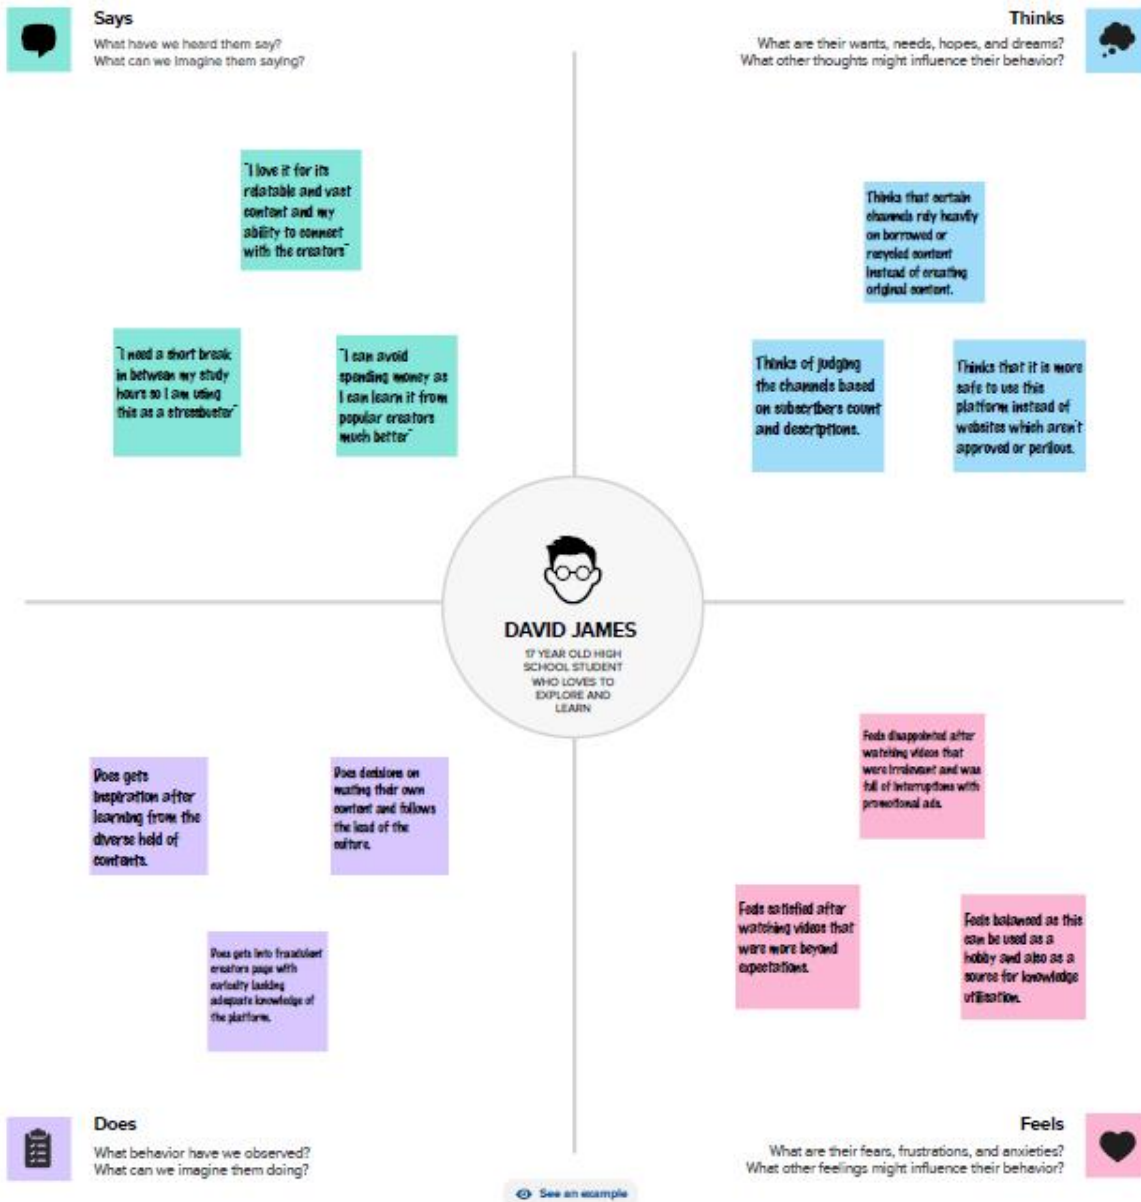 Says
What have we heard them say?
What can we imagine them saying?
Thinks
What are their wants, needs, hopes, and dreams?
What other thoughts might influence their behavior?
"I love it for its
relatable and vast
content and my
ability to connect
with the creators"
"I need a short break
in between my study
hours so I am using
this as a stressbuster"
"I can avoid
spending money as
I can learn it from
popular creators
much better"
Thinks that certain
channels rely heavily
on borrowed or
recycled content
instead of creating
original content.
Thinks of judging
the channels based
on subscribers count
and descriptions.
Thinks that it is more
safe to use this
platform instead of
websites which aren't
approved or perilous.
DAVID JAMES
17 YEAR OLD HIGH
SCHOOL STUDENT
WHO LOVES TO
EXPLORE AND
LEARN
Does gets
inspiration after
learning from the
diverse held of
contents.
Does decisions on
their own
content and follows
the lead of the
culture.
Does gets into fraudulent
creators page with
curiosity lacking
adequate knowledge of
the platform.
Feels disappointed after
watching videos that
were irrelevant and was
full of interruptions with
promotional ads.
Feels satisfied after
watching videos that
were more beyond
expectations.
Feels balanced as this
can be used as a
hobby and also as a
source for knowledge
utilisation.
Does
What behavior have we observed?
What can we imagine them doing?
Feels
What are their fears, frustrations, and anxieties?
What other feelings might influence their behavior?
See an example